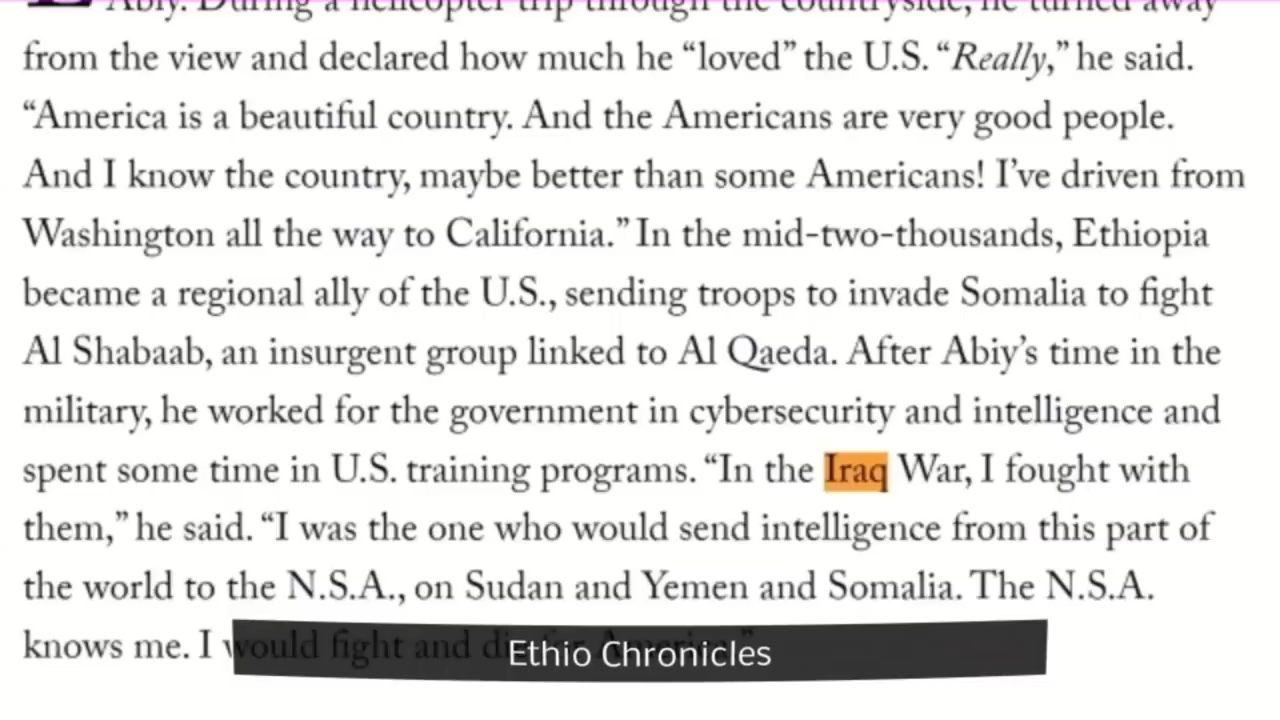 Abiy. During a helicopter trip through the countryside, he turned away
from the view and declared how much he “loved” the U.S. “Really,” he said.
“America is a beautiful country. And the Americans are very good people.
And I know the country, maybe better than some Americans! I’ve driven from
Washington all the way to California.” In the mid-two-thousands, Ethiopia
became a regional ally of the U.S., sending troops to invade Somalia to fight
Al Shabaab, an insurgent group linked to Al Qaeda. After Abiy’s time in the
military, he worked for the government in cybersecurity and intelligence and
spent some time in U.S. training programs. “In the Iraq War, I fought with
them,” he said. “I was the one who would send intelligence from this part of
the world to the N.S.A., on Sudan and Yemen and Somalia. The N.S.A.
knows me. I would fight and
Ethio Chronicles